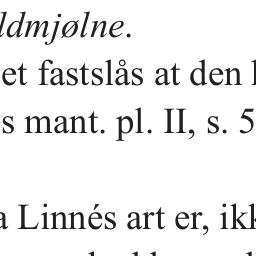 ldmjølne.
et fastslås at den
s mant. pl. II, s. 5
a Linnés art er, ikk